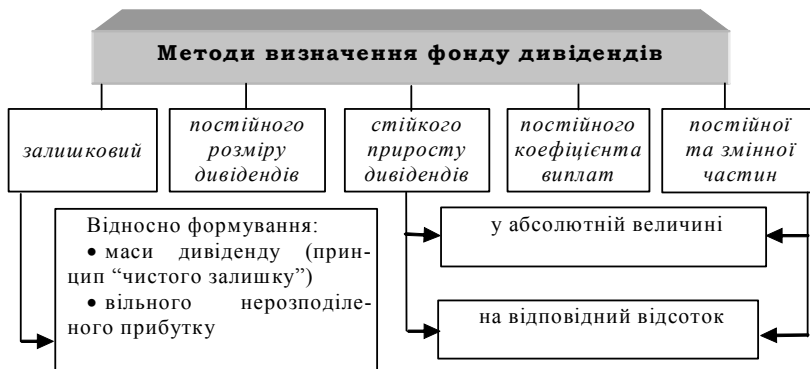 Методи визначення фонду дивідендів
залишковий
постійного
розміру
дивідендів
стійкого
приросту
дивідендів
постійного
коефіцієнта
виплат
постійної
та змінної
частин
Відносно формування:
• маси дивіденду (прин-
цип “чистого залишку”)
• вільного нерозподіле-
ного прибутку
у абсолютній величині
на відповідний відсоток